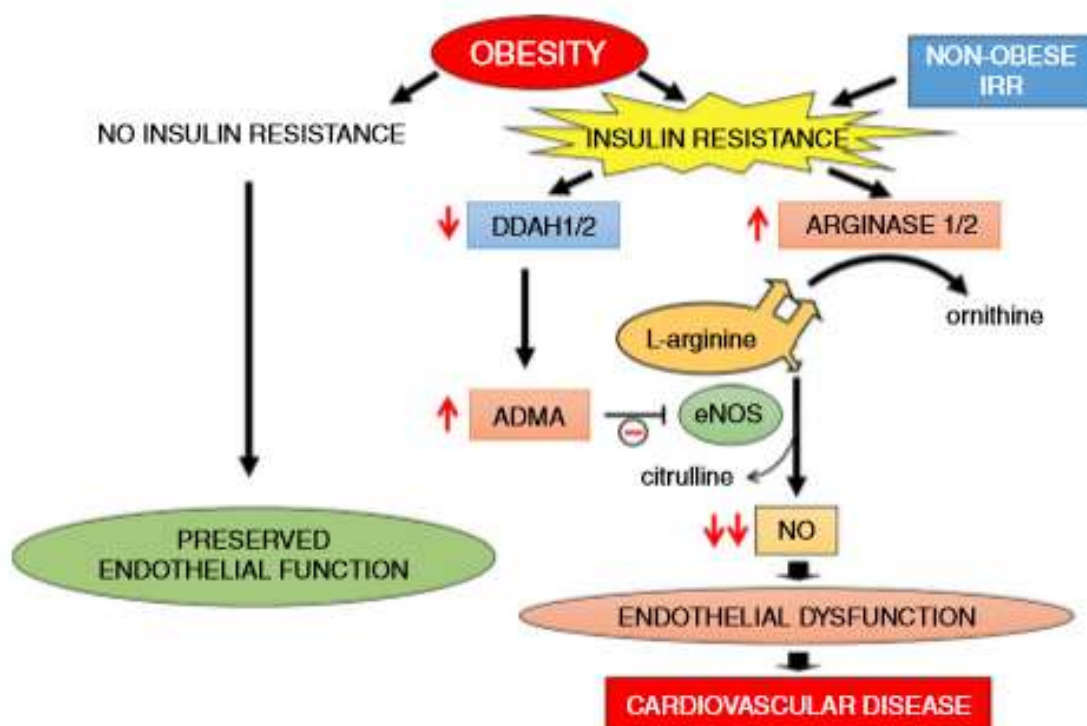 OBESITY
NON-OBESE
IRR
NO INSULIN RESISTANCE
INSULIN RESISTANCE
DDAH1/2
ARGINASE 1/2
ornithine
L-arginine
ADMA
eNOS
citrulline
NO
PRESERVED
ENDOTHELIAL FUNCTION
ENDOTHELIAL DYSFUNCTION
CARDIOVASCULAR DISEASE